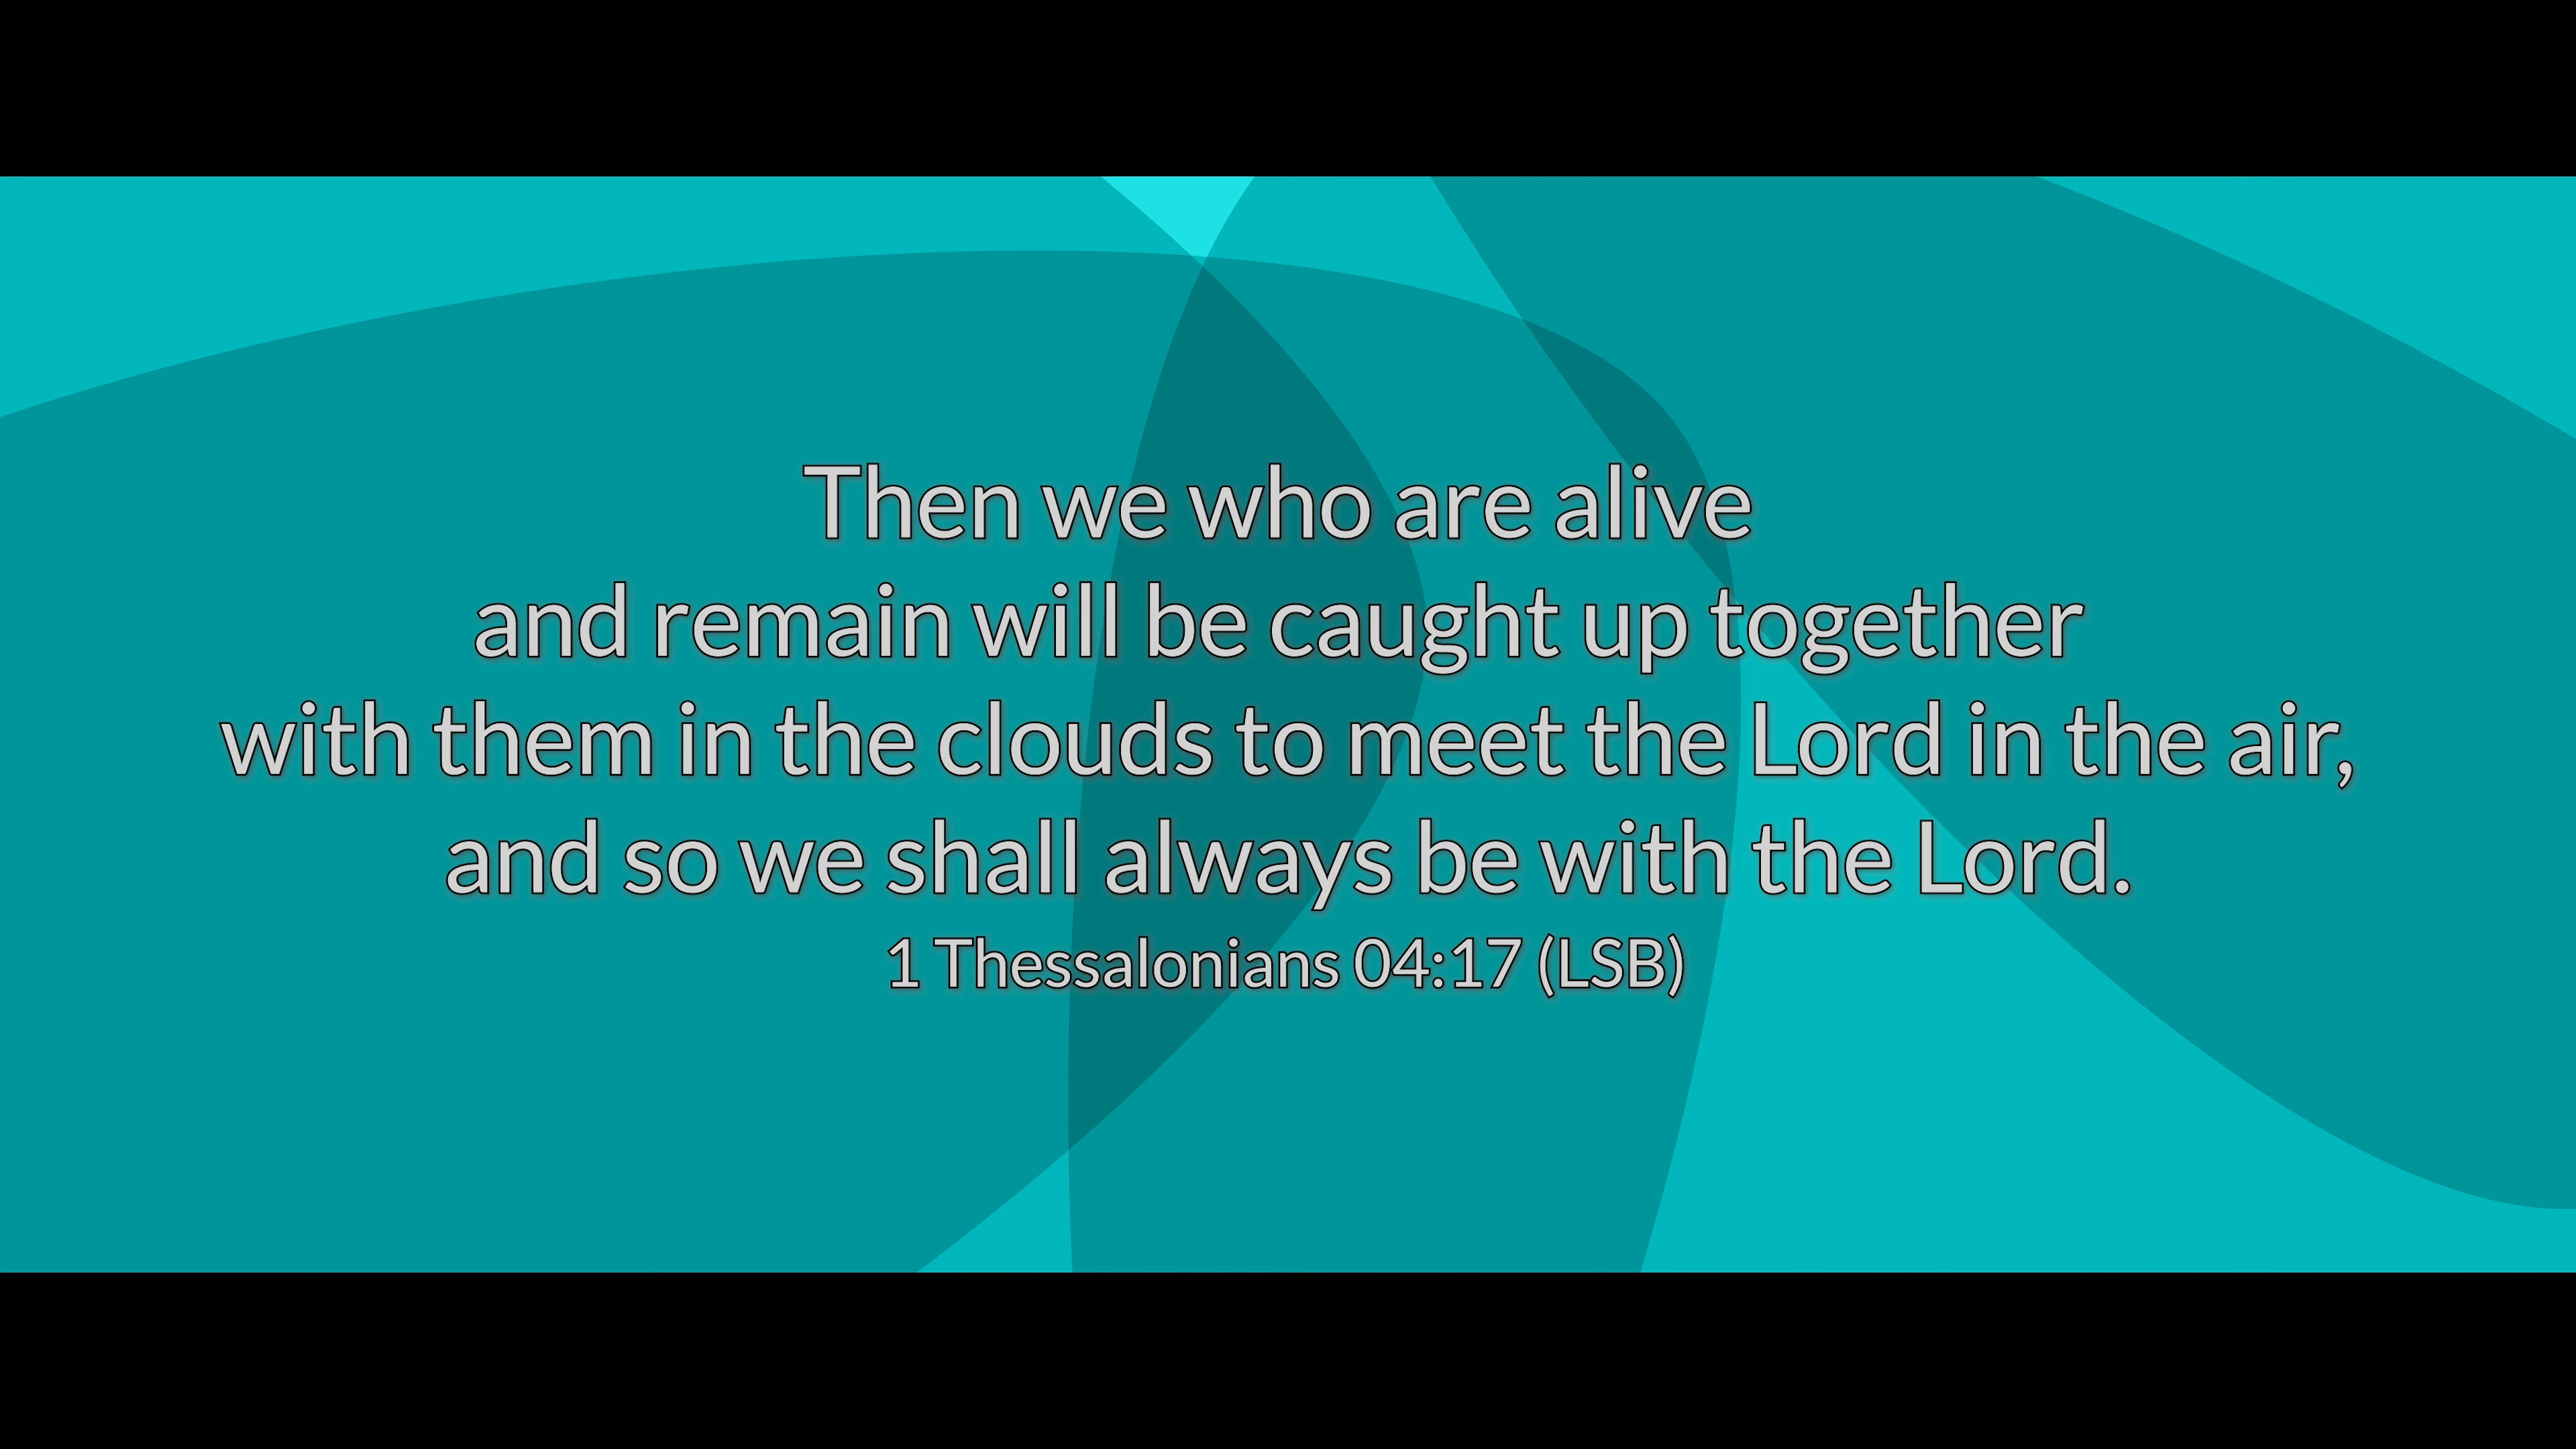 Then we who are alive
and remain will be caught up together
with them in the clouds to meet the Lord in the air,
and so we shall always be with the Lord.
1 Thessalonians 04:17 (LSB)